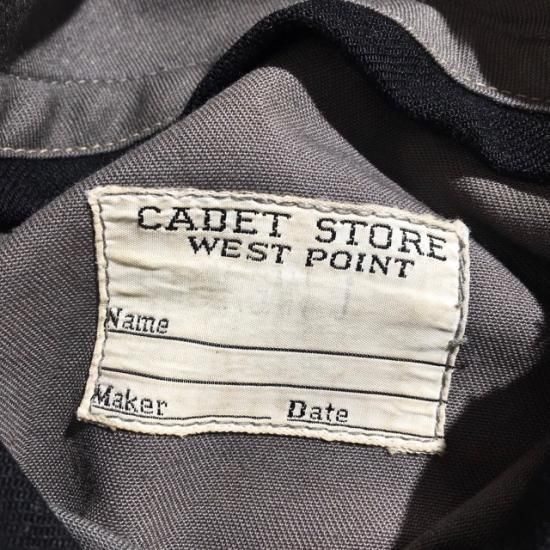 CADET STORE
WEST POINT
Name
Maker Date